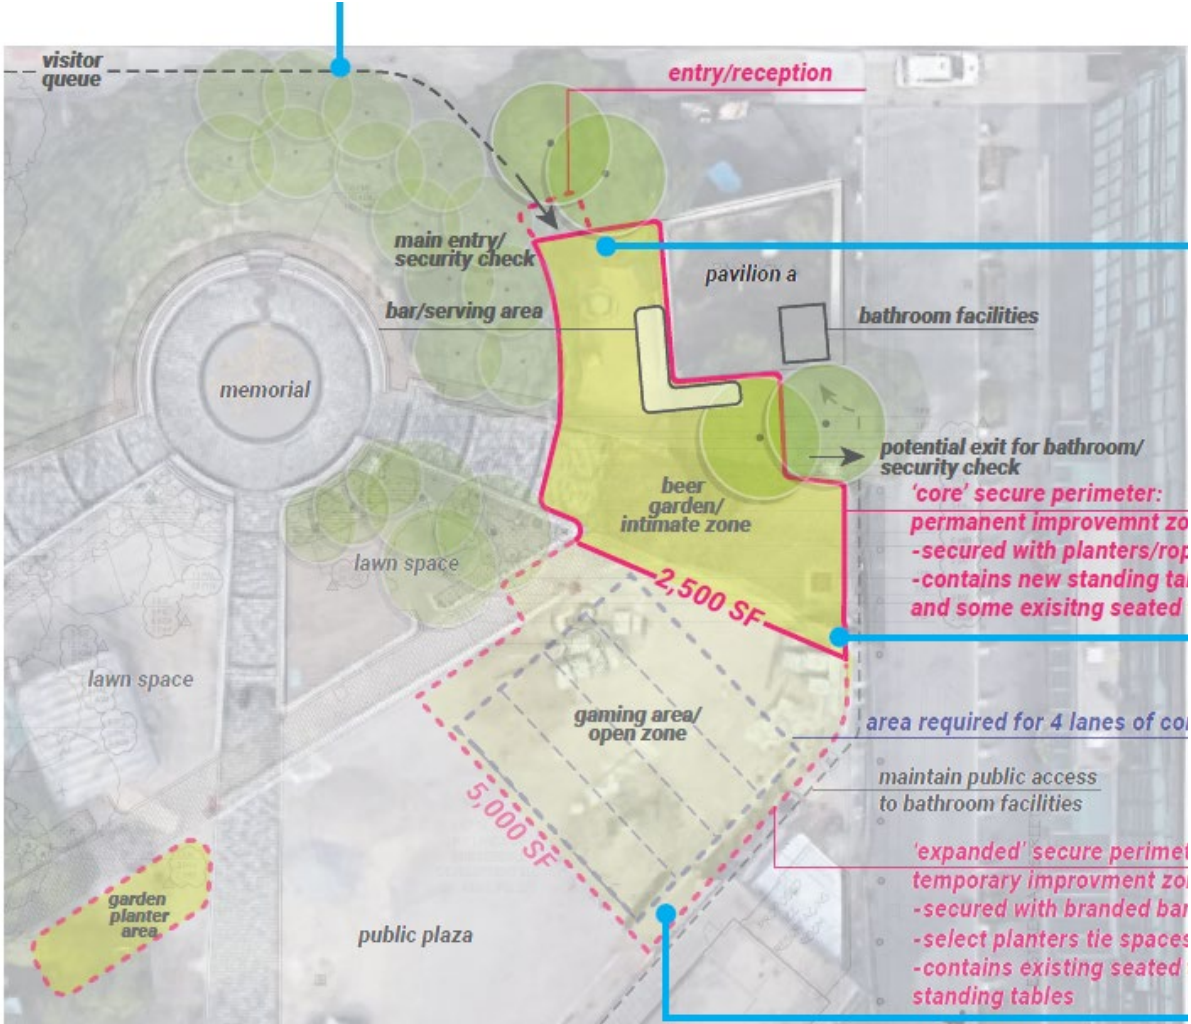 visitor
queue
entry/reception
main entry/
security check
pavilion a
bar/serving area
bathroom facilities
memorial
potential exit for bathroom/
security check
beer
garden/
intimate zone
'core' secure perimeter:
permanent improvemnt zo
-secured with planters/rop
-contains new standing tal
and some exisitng seated
lawn space
2,500 SF
lawn space
gaming area/
open zone
area required for 4 lanes of co
maintain public access
to bathroom facilities
5,000 SF
'expanded' secure perimet
temporary improvment zo
-secured with branded bar
-select planters tie spaces
-contains existing seated
standing tables
garden
planter
area
public plaza